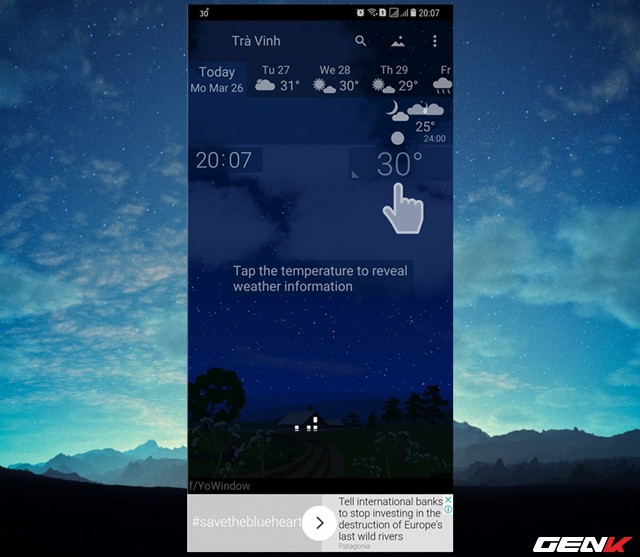 30° 20:07
Trà Vinh
Today Tu 27 We 28 Th 29 Fr
Mo Mar 26 31° 30° 29°
25°
24:00
20:07 30°
Tap the temperature to reveal
weather information
f/YoWindow
#savetheblueheart
Tell international banks
to stop investing in the
destruction of Europe's
last wild rivers
Patagonia
GENK